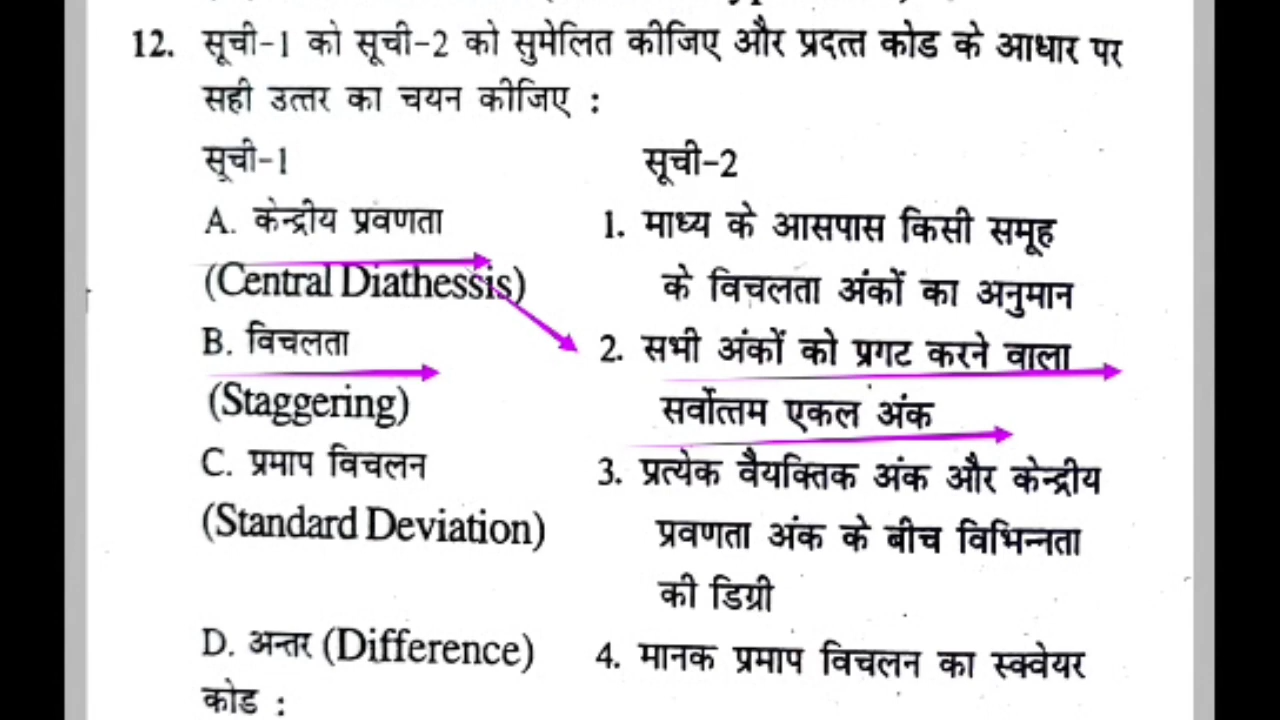 12. सूची-1 को सूची-2 को सुमेलित कीजिए और प्रदत्त कोड के आधार पर
सही उत्तर का चयन कीजिए :
सूची-1 सूची-2
A. केन्द्रीय प्रवणता 1. माध्य के आसपास किसी समूह
(Central Diathessis) के विचलता अंकों का अनुमान
B. विचलता 2. सभी अंकों को प्रगट करने वाला
(Staggering) सर्वोत्तम एकल अंक
C. प्रमाप विचलन 3. प्रत्येक वैयक्तिक अंक और केन्द्रीय
(Standard Deviation) प्रवणता अंक के बीच विभिन्नता
की डिग्री
D. अन्तर (Difference) 4. मानक प्रमाप विचलन का स्क्वेयर
कोड :